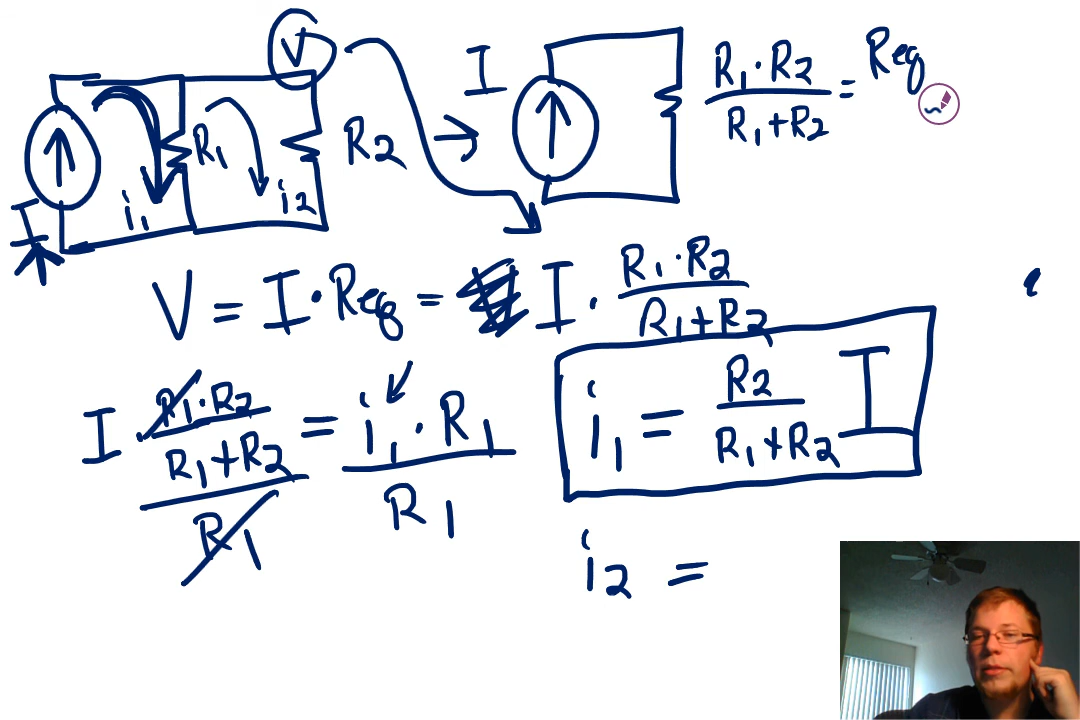 V
I
R1
R2
i1
i2
I
R1·R2 / R1+R2 = Req
V = I·Req = I · R1·R2 / R1+R2
I R1·R2 / R1+R2 / R1 = i1·R1 / R1
i1 = R2 / R1+R2 I
i2 =